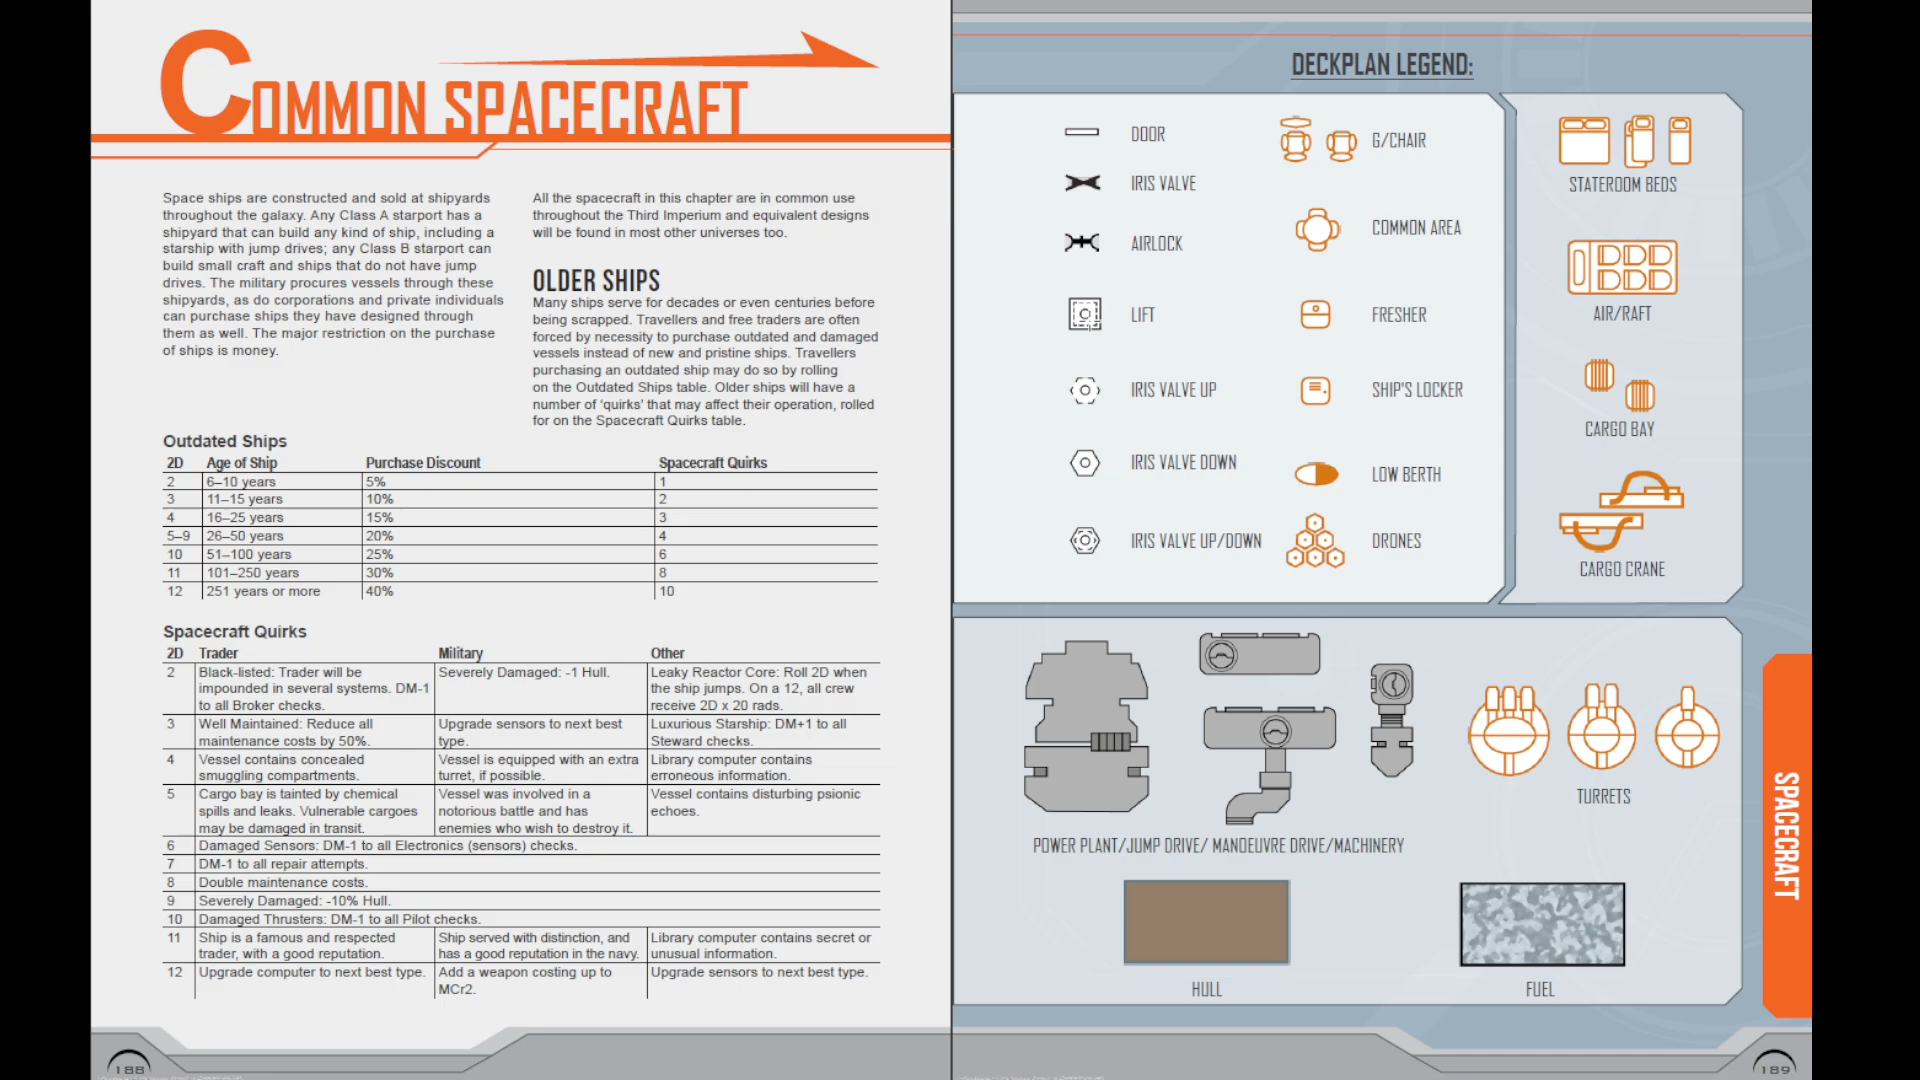 COMMON SPACECRAFT
Space ships are constructed and sold at shipyards
throughout the galaxy. Any Class A starport has a
shipyard that can build any kind of ship, including a
starship with jump drives; any Class B starport can
build small craft and ships that do not have jump
drives. The military procures vessels through these
shipyards, as do corporations and private individuals
can purchase ships they have designed through
them as well. The major restriction on the purchase
of ships is money.
All the spacecraft in this chapter are in common use
throughout the Third Imperium and equivalent designs
will be found in most other universes too.
OLDER SHIPS
Many ships serve for decades or even centuries before
being scrapped. Travellers and free traders are often
forced by necessity to purchase outdated and damaged
vessels instead of new and pristine ships. Travellers
purchasing an outdated ship may do so by rolling
on the Outdated Ships table. Older ships will have a
number of 'quirks' that may affect their operation, rolled
for on the Spacecraft Quirks table.
Outdated Ships
2D Age of Ship Purchase Discount Spacecraft Quirks
2 6–10 years 5% 1
3 11–15 years 10% 2
4 16–25 years 15% 3
5–9 26–50 years 20% 4
10 51–100 years 25% 6
11 101–250 years 30% 8
12 251 years or more 40% 10
Spacecraft Quirks
2D Trader Military Other
2 Black-listed: Trader will be Severely Damaged: -1 Hull. Leaky Reactor Core: Roll 2D when
impounded in several systems. DM-1 the ship jumps. On a 12, all crew
to all Broker checks. receive 2D x 20 rads.
3 Well Maintained: Reduce all Upgrade sensors to next best Luxurious Starship: DM+1 to all
maintenance costs by 50%. type. Steward checks.
4 Vessel contains concealed Vessel is equipped with an extra Library computer contains
smuggling compartments. turret, if possible. erroneous information.
5 Cargo bay is tainted by chemical Vessel was involved in a Vessel contains disturbing psionic
spills and leaks. Vulnerable cargoes notorious battle and has echoes.
may be damaged in transit. enemies who wish to destroy it.
6 Damaged Sensors: DM-1 to all Electronics (sensors) checks.
7 DM-1 to all repair attempts.
8 Double maintenance costs.
9 Severely Damaged: -10% Hull.
10 Damaged Thrusters: DM-1 to all Pilot checks.
11 Ship is a famous and respected Ship served with distinction, and Library computer contains secret or
trader, with a good reputation. has a good reputation in the navy. unusual information.
12 Upgrade computer to next best type. Add a weapon costing up to Upgrade sensors to next best type.
MCr2.
188
DECKPLAN LEGEND:
DOOR
IRIS VALVE
AIRLOCK
LIFT
IRIS VALVE UP
IRIS VALVE DOWN
IRIS VALVE UP/DOWN
G/CHAIR
COMMON AREA
FRESHER
SHIP'S LOCKER
LOW BERTH
DRONES
STATEROOM BEDS
AIR/RAFT
CARGO BAY
CARGO CRANE
POWER PLANT/JUMP DRIVE/ MANOEUVRE DRIVE/MACHINERY
TURRETS
HULL
FUEL
SPACECRAFT
189